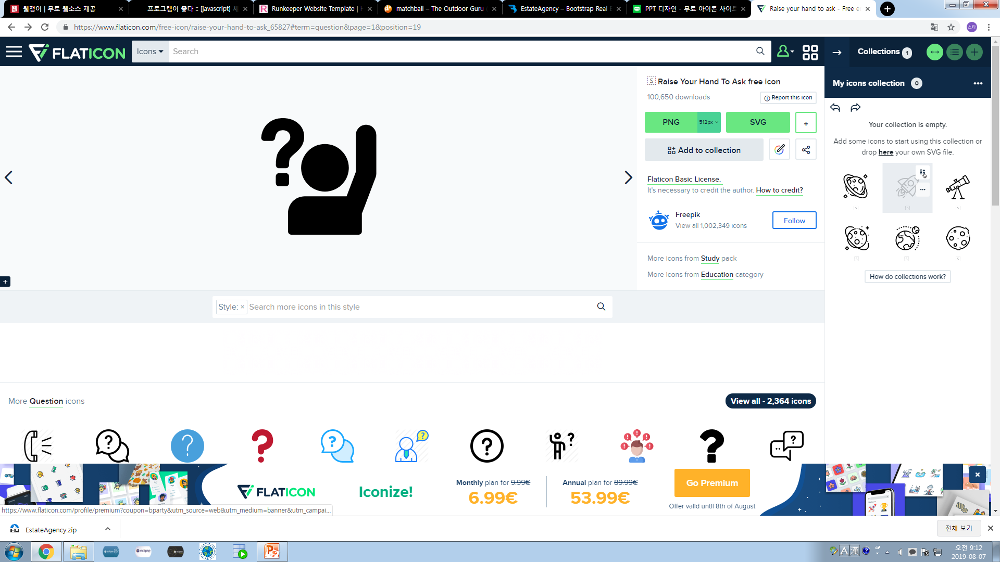 웹쟁이 | 무료 웹소스 제공
프로그램이 좋다 :: [javascript] 새
Runkeeper Website Template |
matchball – The Outdoor Guru
EstateAgency – Bootstrap Real E
PPT 디자인 - 무료 아이콘 사이트
Raise your hand to ask - Free e
https://www.flaticon.com/free-icon/raise-your-hand-to-ask_65827#term=question&page=1&position=19
스타
FLATICON
Icons
Search
Collections 1
My icons collection 0
S Raise Your Hand To Ask free icon
100,650 downloads
Report this icon
PNG
512px
SVG
+
Add to collection
Your collection is empty.
Add some icons to start using this collection or
drop here your own SVG file.
Flaticon Basic License.
It's necessary to credit the author. How to credit?
Freepik
View all 1,002,349 icons
Follow
More icons from Study pack
More icons from Education category
How do collections work?
Style: × Search more icons in this style
More Question icons
View all - 2,364 icons
FLATICON
Iconize!
Monthly plan for 9.99€
6.99€
Annual plan for 89.99€
53.99€
Go Premium
Offer valid until 8th of August
https://www.flaticon.com/profile/premium?coupon=bparty&utm_source=web&utm_medium=banner&utm_campai...
EstateAgency.zip
전체 보기
A 漢
오전 9:12
2019-08-07